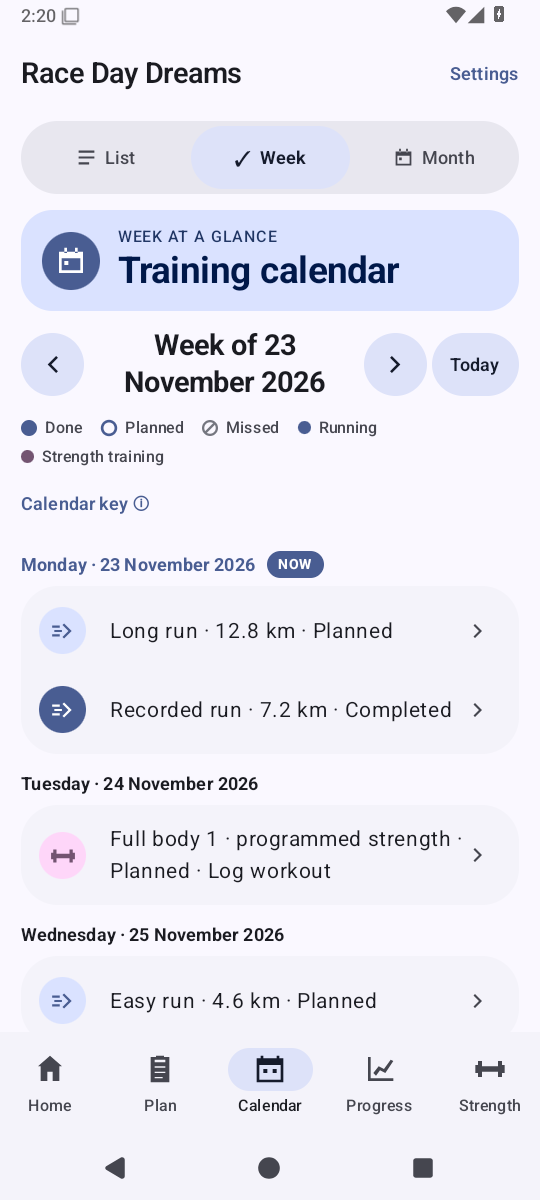 2:20
Race Day Dreams
Settings
List
Week
Month
WEEK AT A GLANCE
Training calendar
Week of 23
November 2026
Today
Done
Planned
Missed
Running
Strength training
Calendar key
Monday · 23 November 2026
NOW
Long run · 12.8 km · Planned
Recorded run · 7.2 km · Completed
Tuesday · 24 November 2026
Full body 1 · programmed strength ·
Planned · Log workout
Wednesday · 25 November 2026
Easy run · 4.6 km · Planned
Home
Plan
Calendar
Progress
Strength